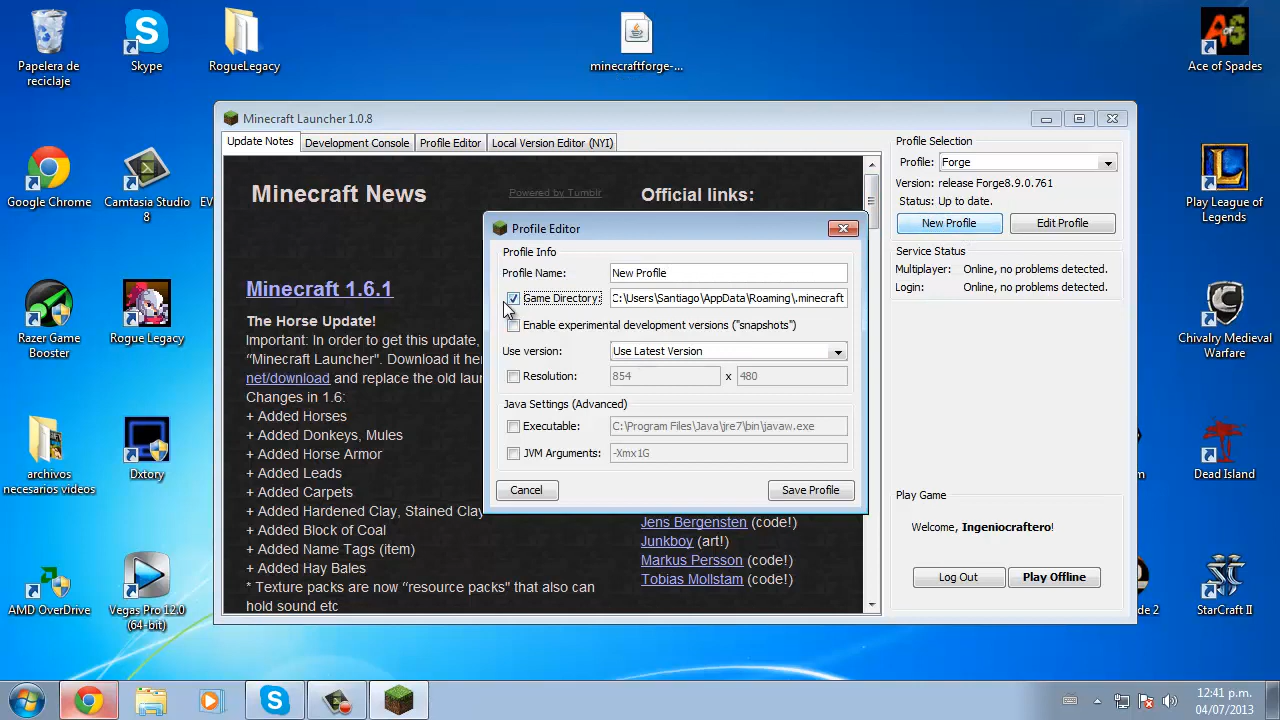 Papelera de
reciclaje
Skype
RogueLegacy
minecraftforge-...
Ace of Spades
Google Chrome
Camtasia Studio
8
EV
Play League of
Legends
Razer Game
Booster
Rogue Legacy
Chivalry Medieval
Warfare
archivos
necesarios videos
Dxtory
m
Dead Island
AMD OverDrive
Vegas Pro 12.0
(64-bit)
de 2
StarCraft II
Minecraft Launcher 1.0.8
Update Notes
Development Console
Profile Editor
Local Version Editor (NYI)
Minecraft News
Powered by Tumblr
Official links:
Minecraft 1.6.1
The Horse Update!
Important: In order to get this update,
“Minecraft Launcher”. Download it here
net/download and replace the old laun
Changes in 1.6:
+ Added Horses
+ Added Donkeys, Mules
+ Added Horse Armor
+ Added Leads
+ Added Carpets
+ Added Hardened Clay, Stained Clay
+ Added Block of Coal
+ Added Name Tags (item)
+ Added Hay Bales
* Texture packs are now “resource packs” that also can
hold sound etc
Jens Bergensten (code!)
Junkboy (art!)
Markus Persson (code!)
Tobias Mollstam (code!)
Profile Selection
Profile: Forge
Version: release Forge8.9.0.761
Status: Up to date.
New Profile
Edit Profile
Service Status
Multiplayer: Online, no problems detected.
Login: Online, no problems detected.
Play Game
Welcome, Ingeniocraftero!
Log Out
Play Offline
Profile Editor
Profile Info
Profile Name: New Profile
Game Directory: C:\Users\Santiago\AppData\Roaming\.minecraft
Enable experimental development versions ("snapshots")
Use version: Use Latest Version
Resolution: 854 x 480
Java Settings (Advanced)
Executable: C:\Program Files\Java\jre7\bin\javaw.exe
JVM Arguments: -Xmx1G
Cancel
Save Profile
12:41 p.m.
04/07/2013